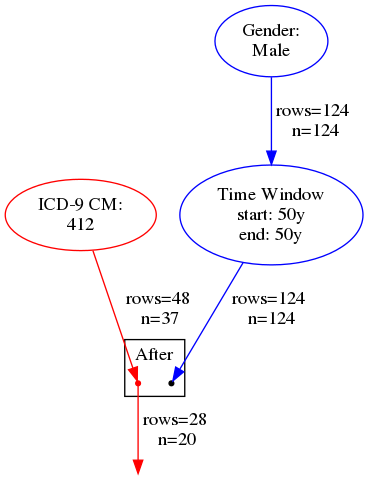 Gender:
Male
rows=124
n=124
ICD-9 CM:
412
Time Window
start: 50y
end: 50y
rows=48
n=37
rows=124
n=124
After
rows=28
n=20